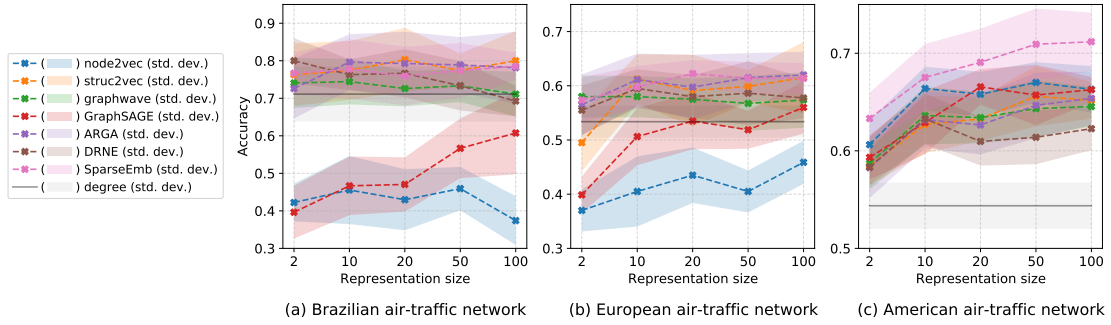 ( ) node2vec (std. dev.)
( ) struc2vec (std. dev.)
( ) graphwave (std. dev.)
( ) GraphSAGE (std. dev.)
( ) ARGA (std. dev.)
( ) DRNE (std. dev.)
( ) SparseEmb (std. dev.)
( ) degree (std. dev.)
Accuracy
0.9
0.8
0.7
0.6
0.5
0.4
0.3
2 10 20 50 100
Representation size
(a) Brazilian air-traffic network
0.7
0.6
0.5
0.4
0.3
2 10 20 50 100
Representation size
(b) European air-traffic network
0.7
0.6
0.5
2 10 20 50 100
Representation size
(c) American air-traffic network